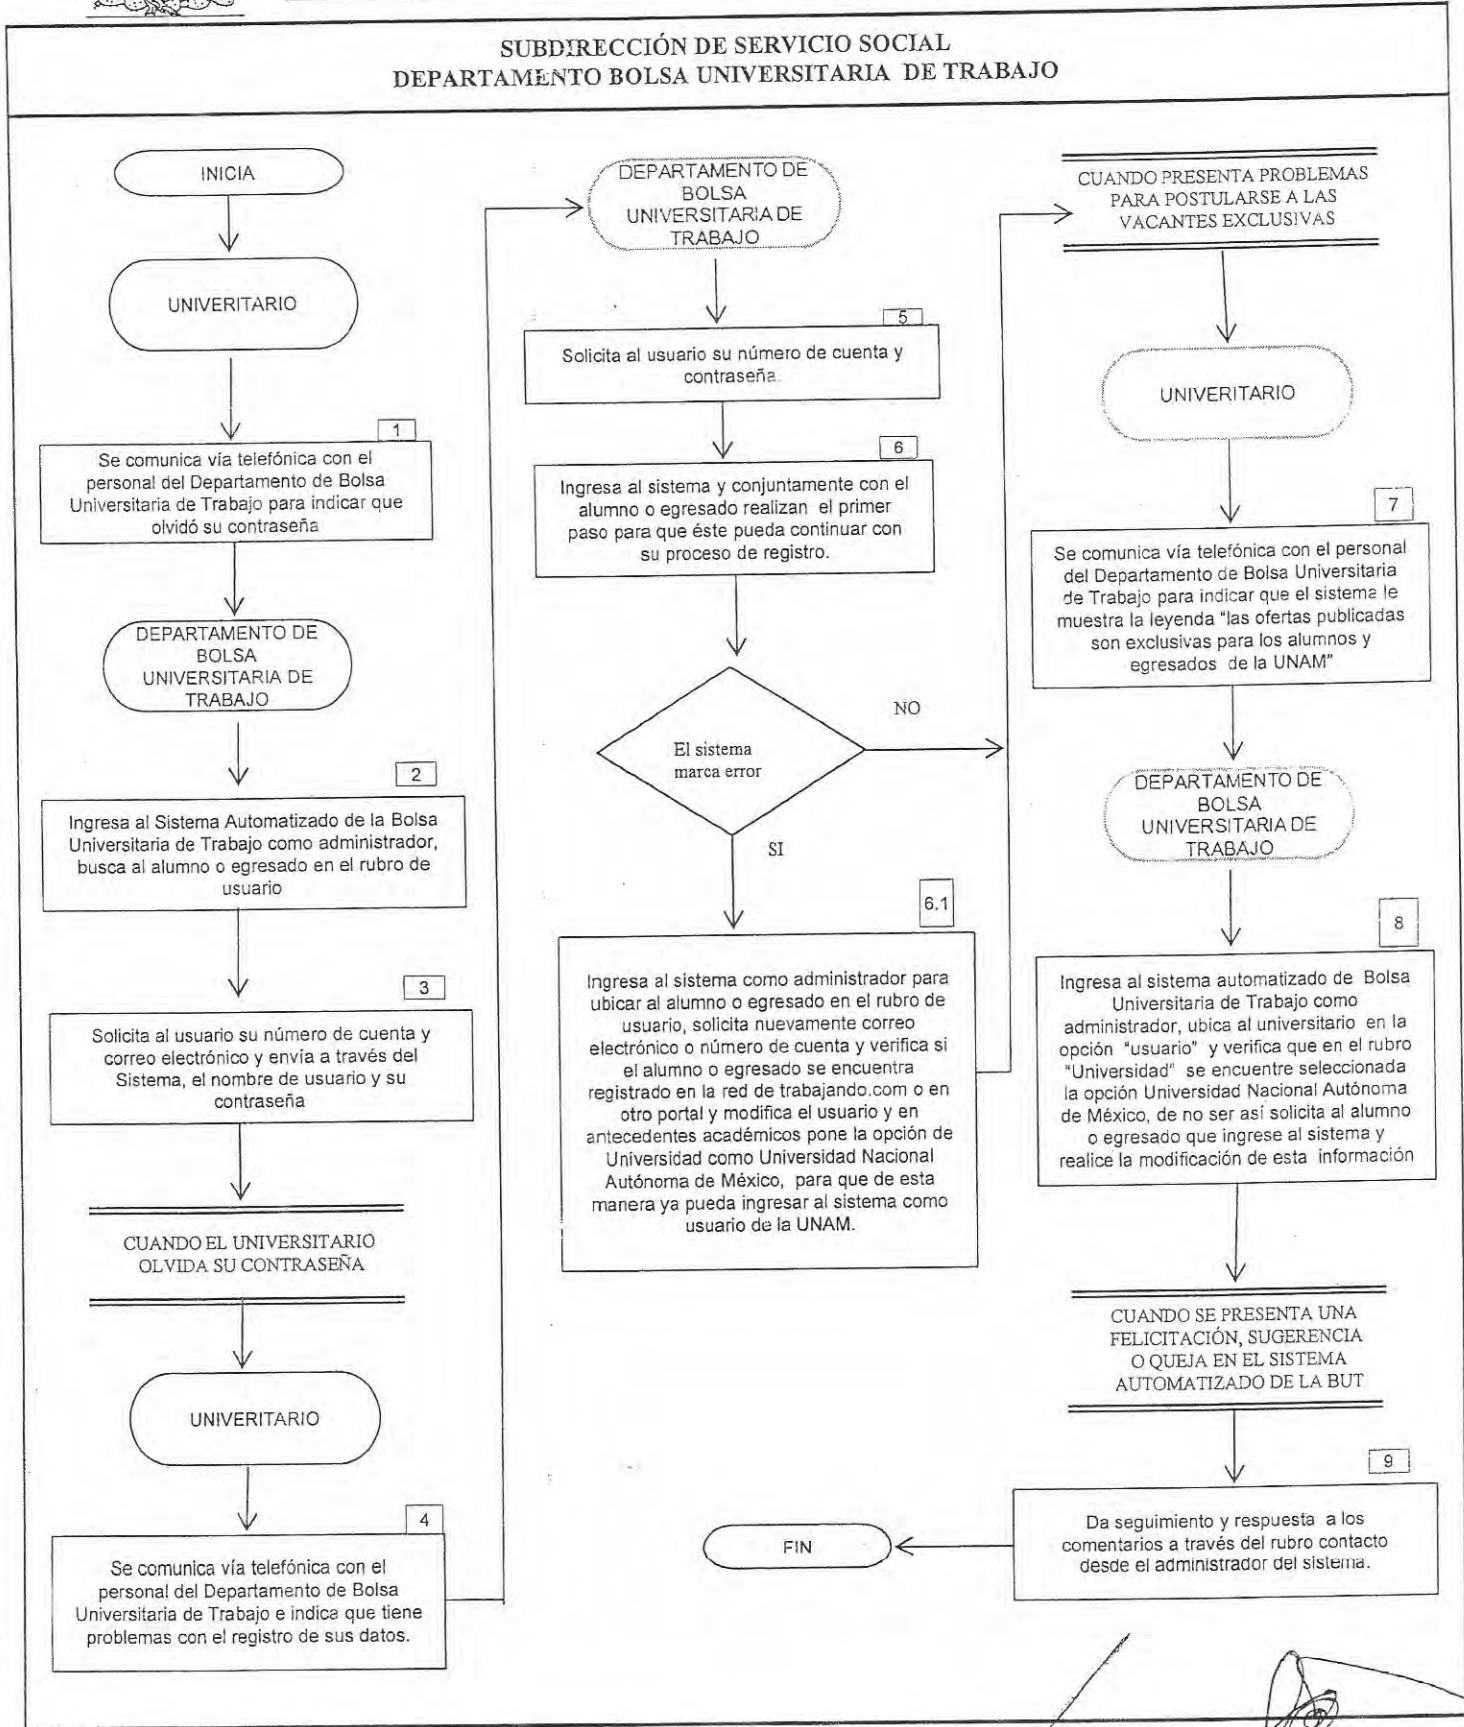 SUBDIRECCIÓN DE SERVICIO SOCIAL
DEPARTAMENTO BOLSA UNIVERSITARIA DE TRABAJO
INICIA
UNIVERITARIO
1
Se comunica vía telefónica con el
personal del Departamento de Bolsa
Universitaria de Trabajo para indicar que
olvidó su contraseña
DEPARTAMENTO DE
BOLSA
UNIVERSITARIA DE
TRABAJO
2
Ingresa al Sistema Automatizado de la Bolsa
Universitaria de Trabajo como administrador,
busca al alumno o egresado en el rubro de
usuario
3
Solicita al usuario su número de cuenta y
correo electrónico y envía a través del
Sistema, el nombre de usuario y su
contraseña
CUANDO EL UNIVERSITARIO
OLVIDA SU CONTRASEÑA
UNIVERITARIO
4
Se comunica vía telefónica con el
personal del Departamento de Bolsa
Universitaria de Trabajo e indica que tiene
problemas con el registro de sus datos.
DEPARTAMENTO DE
BOLSA
UNIVERSITARIA DE
TRABAJO
5
Solicita al usuario su número de cuenta y
contraseña.
6
Ingresa al sistema y conjuntamente con el
alumno o egresado realizan el primer
paso para que éste pueda continuar con
su proceso de registro.
El sistema
marca error
NO
SI
6.1
Ingresa al sistema como administrador para
ubicar al alumno o egresado en el rubro de
usuario, solicita nuevamente correo
electrónico o número de cuenta y verifica si
el alumno o egresado se encuentra
registrado en la red de trabajando.com o en
otro portal y modifica el usuario y en
antecedentes académicos pone la opción de
Universidad como Universidad Nacional
Autónoma de México, para que de esta
manera ya pueda ingresar al sistema como
usuario de la UNAM.
CUANDO PRESENTA PROBLEMAS
PARA POSTULARSE A LAS
VACANTES EXCLUSIVAS
UNIVERITARIO
7
Se comunica vía telefónica con el personal
del Departamento de Bolsa Universitaria
de Trabajo para indicar que el sistema le
muestra la leyenda "las ofertas publicadas
son exclusivas para los alumnos y
egresados de la UNAM"
DEPARTAMENTO DE
BOLSA
UNIVERSITARIA DE
TRABAJO
8
Ingresa al sistema automatizado de Bolsa
Universitaria de Trabajo como
administrador, ubica al universitario en la
opción "usuario" y verifica que en el rubro
"Universidad" se encuentre seleccionada
la opción Universidad Nacional Autónoma
de México, de no ser así solicita al alumno
o egresado que ingrese al sistema y
realice la modificación de esta información
CUANDO SE PRESENTA UNA
FELICITACIÓN, SUGERENCIA
O QUEJA EN EL SISTEMA
AUTOMATIZADO DE LA BUT
9
Da seguimiento y respuesta a los
comentarios a través del rubro contacto
desde el administrador del sistema.
FIN